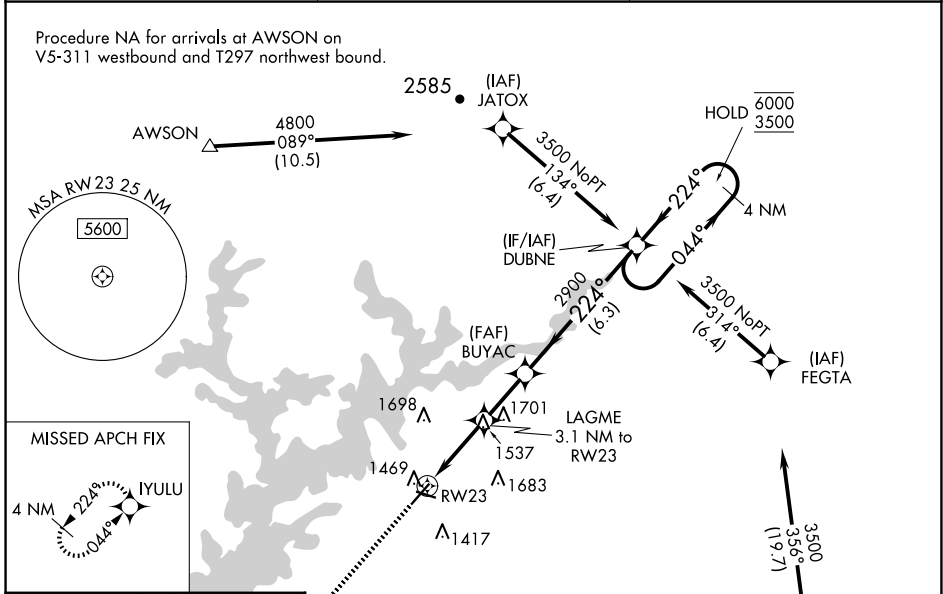 Procedure NA for arrivals at AWSON on
V5-311 westbound and T297 northwest bound.
2585
(IAF)
JATOX
HOLD
6000
3500
AWSON
4800
089°
(10.5)
3500 NoPT
134°
(6.4)
224°
4 NM
044°
MSA RW23 25 NM
5600
(IF/IAF)
DUBNE
2900
224°
(6.3)
3500 NoPT
314°
(6.4)
(IAF)
FEGTA
(FAF)
BUYAC
1698
1701
LAGME
3.1 NM to
RW23
1537
MISSED APCH FIX
IYULU
4 NM
224°
044°
1469
RW23
1683
1417
3500
356°
(19.7)